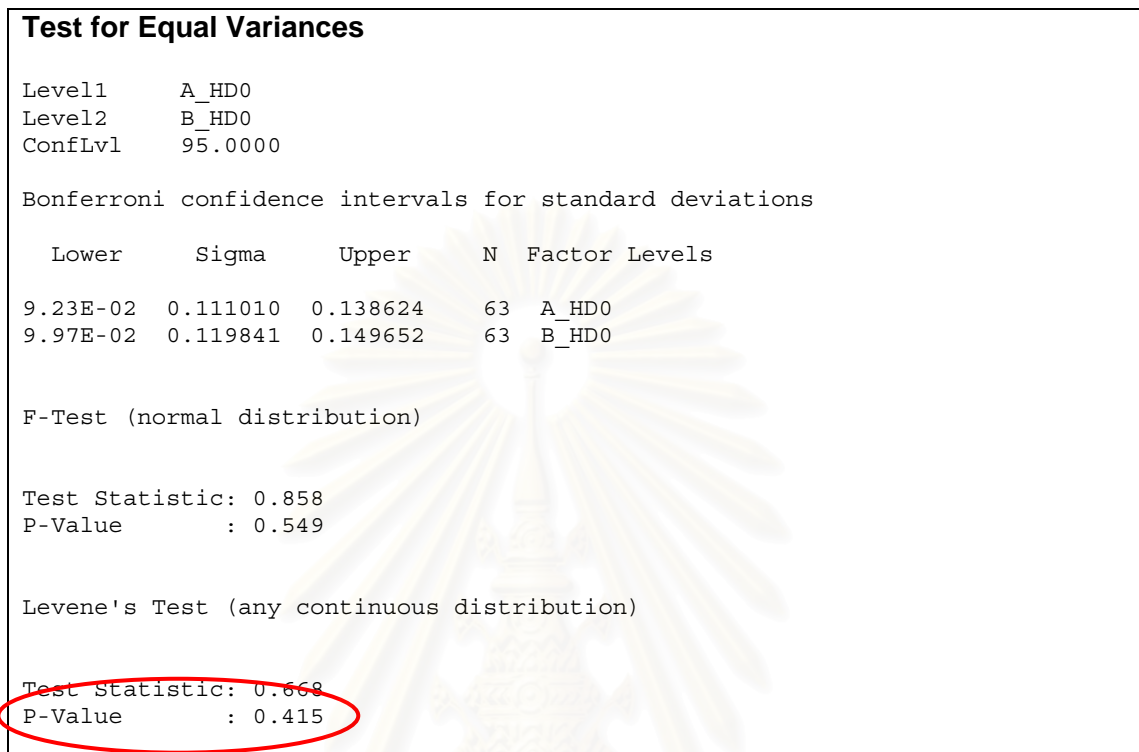 Test for Equal Variances
Level1 A_HD0
Level2 B_HD0
ConfLvl 95.0000
Bonferroni confidence intervals for standard deviations
Lower Sigma Upper N Factor Levels
9.23E-02 0.111010 0.138624 63 A_HD0
9.97E-02 0.119841 0.149652 63 B_HD0
F-Test (normal distribution)
Test Statistic: 0.858
P-Value : 0.549
Levene's Test (any continuous distribution)
Test Statistic: 0.668
P-Value : 0.415